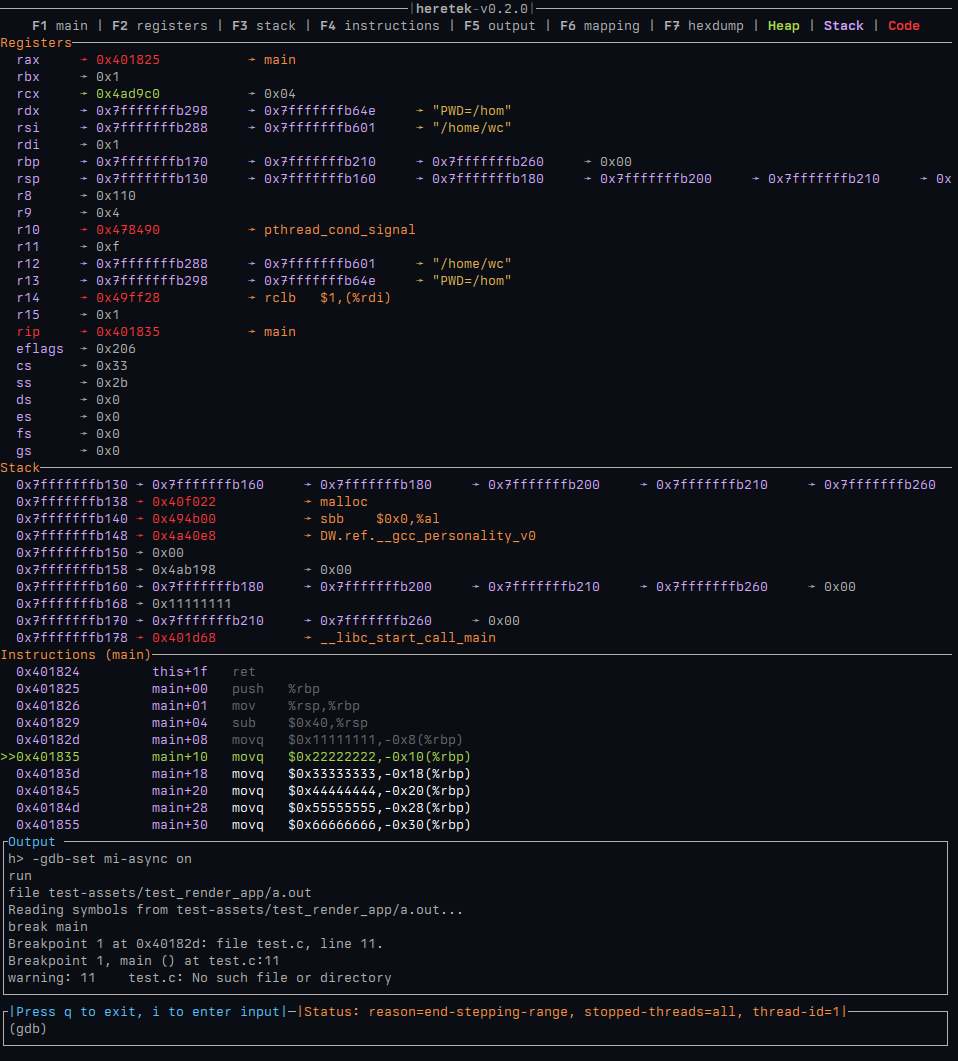 |heretek-v0.2.0|
F1 main | F2 registers | F3 stack | F4 instructions | F5 output | F6 mapping | F7 hexdump | Heap | Stack | Code
Registers
rax → 0x401825 → main
rbx → 0x1
rcx → 0x4ad9c0 → 0x04
rdx → 0x7fffffffb298 → 0x7fffffffb64e → "PWD=/hom"
rsi → 0x7fffffffb288 → 0x7fffffffb601 → "/home/wc"
rdi → 0x1
rbp → 0x7fffffffb170 → 0x7fffffffb210 → 0x7fffffffb260 → 0x00
rsp → 0x7fffffffb130 → 0x7fffffffb160 → 0x7fffffffb180 → 0x7fffffffb200 → 0x7fffffffb210 → 0x
r8 → 0x110
r9 → 0x4
r10 → 0x478490 → pthread_cond_signal
r11 → 0xf
r12 → 0x7fffffffb288 → 0x7fffffffb601 → "/home/wc"
r13 → 0x7fffffffb298 → 0x7fffffffb64e → "PWD=/hom"
r14 → 0x49ff28 → rclb $1,(%rdi)
r15 → 0x1
rip → 0x401835 → main
eflags → 0x206
cs → 0x33
ss → 0x2b
ds → 0x0
es → 0x0
fs → 0x0
gs → 0x0
Stack
0x7fffffffb130 → 0x7fffffffb160 → 0x7fffffffb180 → 0x7fffffffb200 → 0x7fffffffb210 → 0x7fffffffb260
0x7fffffffb138 → 0x40f022 → malloc
0x7fffffffb140 → 0x494b00 → sbb $0x0,%al
0x7fffffffb148 → 0x4a40e8 → DW.ref.__gcc_personality_v0
0x7fffffffb150 → 0x00
0x7fffffffb158 → 0x4ab198 → 0x00
0x7fffffffb160 → 0x7fffffffb180 → 0x7fffffffb200 → 0x7fffffffb210 → 0x7fffffffb260 → 0x00
0x7fffffffb168 → 0x11111111
0x7fffffffb170 → 0x7fffffffb210 → 0x7fffffffb260 → 0x00
0x7fffffffb178 → 0x401d68 → __libc_start_call_main
Instructions (main)
0x401824 this+1f ret
0x401825 main+00 push %rbp
0x401826 main+01 mov %rsp,%rbp
0x401829 main+04 sub $0x40,%rsp
0x40182d main+08 movq $0x11111111,-0x8(%rbp)
>>0x401835 main+10 movq $0x22222222,-0x10(%rbp)
0x40183d main+18 movq $0x33333333,-0x18(%rbp)
0x401845 main+20 movq $0x44444444,-0x20(%rbp)
0x40184d main+28 movq $0x55555555,-0x28(%rbp)
0x401855 main+30 movq $0x66666666,-0x30(%rbp)
Output
h> -gdb-set mi-async on
run
file test-assets/test_render_app/a.out
Reading symbols from test-assets/test_render_app/a.out...
break main
Breakpoint 1 at 0x40182d: file test.c, line 11.
Breakpoint 1, main () at test.c:11
warning: 11 test.c: No such file or directory
|Press q to exit, i to enter input|─|Status: reason=end-stepping-range, stopped-threads=all, thread-id=1|
(gdb)